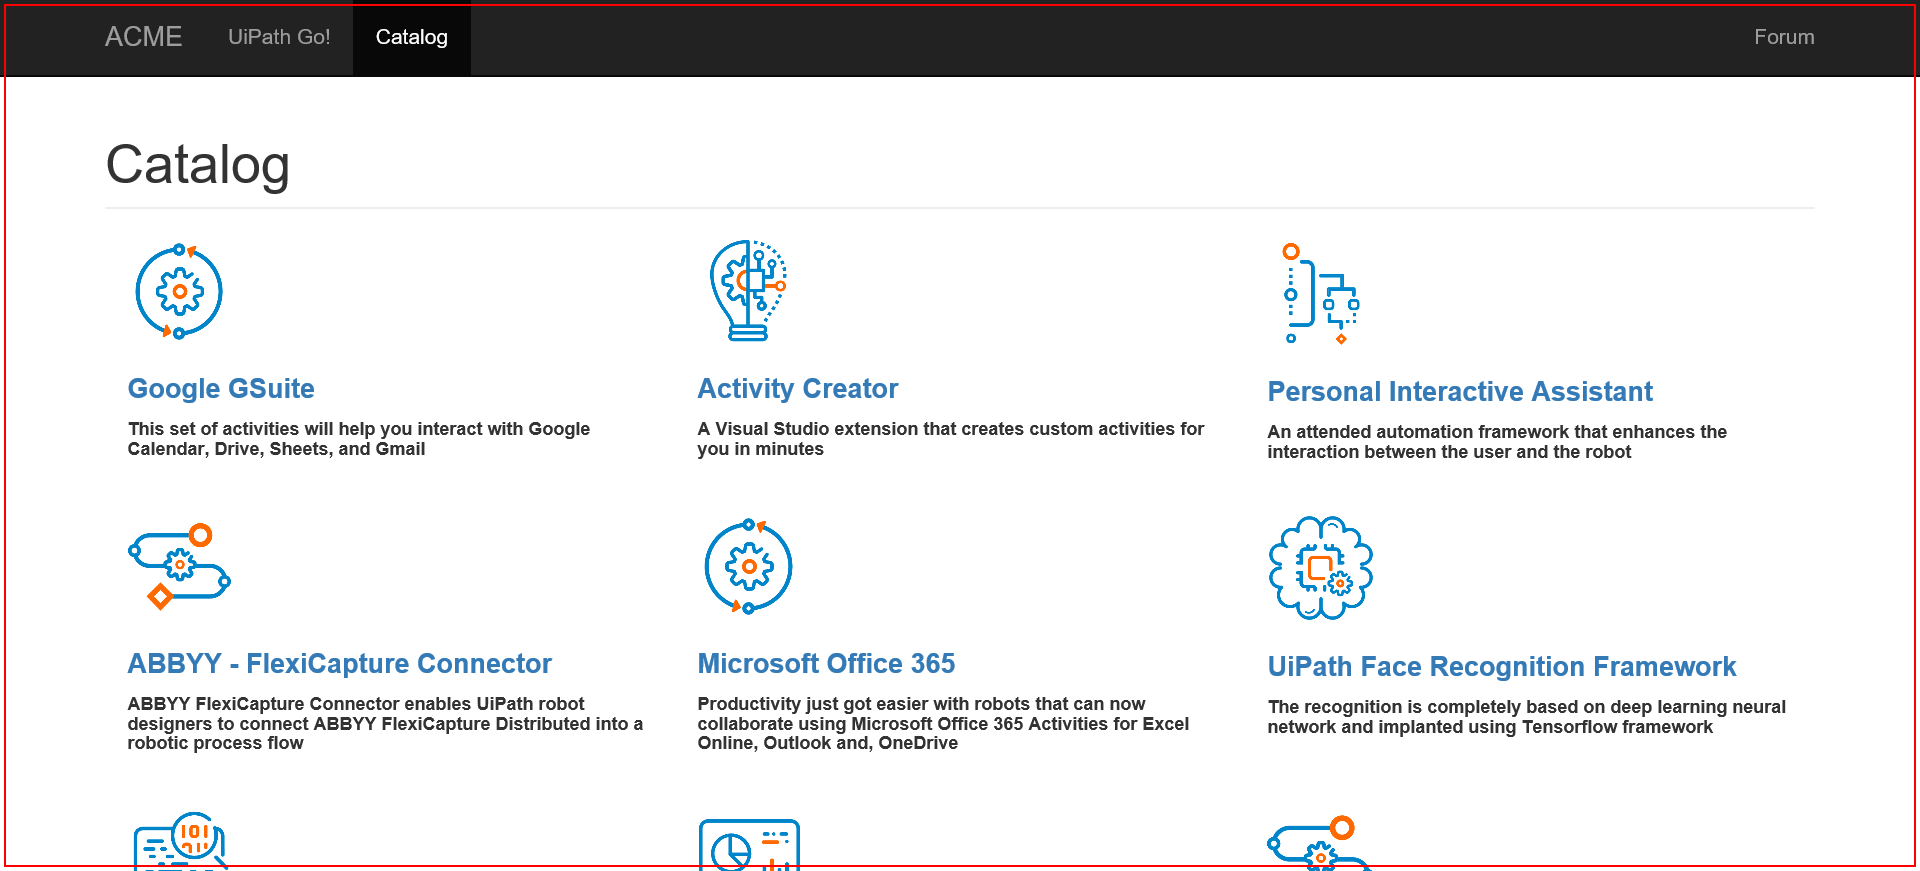 ACME UiPath Go! Catalog Forum
Catalog
Google GSuite
This set of activities will help you interact with Google
Calendar, Drive, Sheets, and Gmail
Activity Creator
A Visual Studio extension that creates custom activities for
you in minutes
Personal Interactive Assistant
An attended automation framework that enhances the
interaction between the user and the robot
ABBYY - FlexiCapture Connector
ABBYY FlexiCapture Connector enables UiPath robot
designers to connect ABBYY FlexiCapture Distributed into a
robotic process flow
Microsoft Office 365
Productivity just got easier with robots that can now
collaborate using Microsoft Office 365 Activities for Excel
Online, Outlook and, OneDrive
UiPath Face Recognition Framework
The recognition is completely based on deep learning neural
network and implanted using Tensorflow framework
101